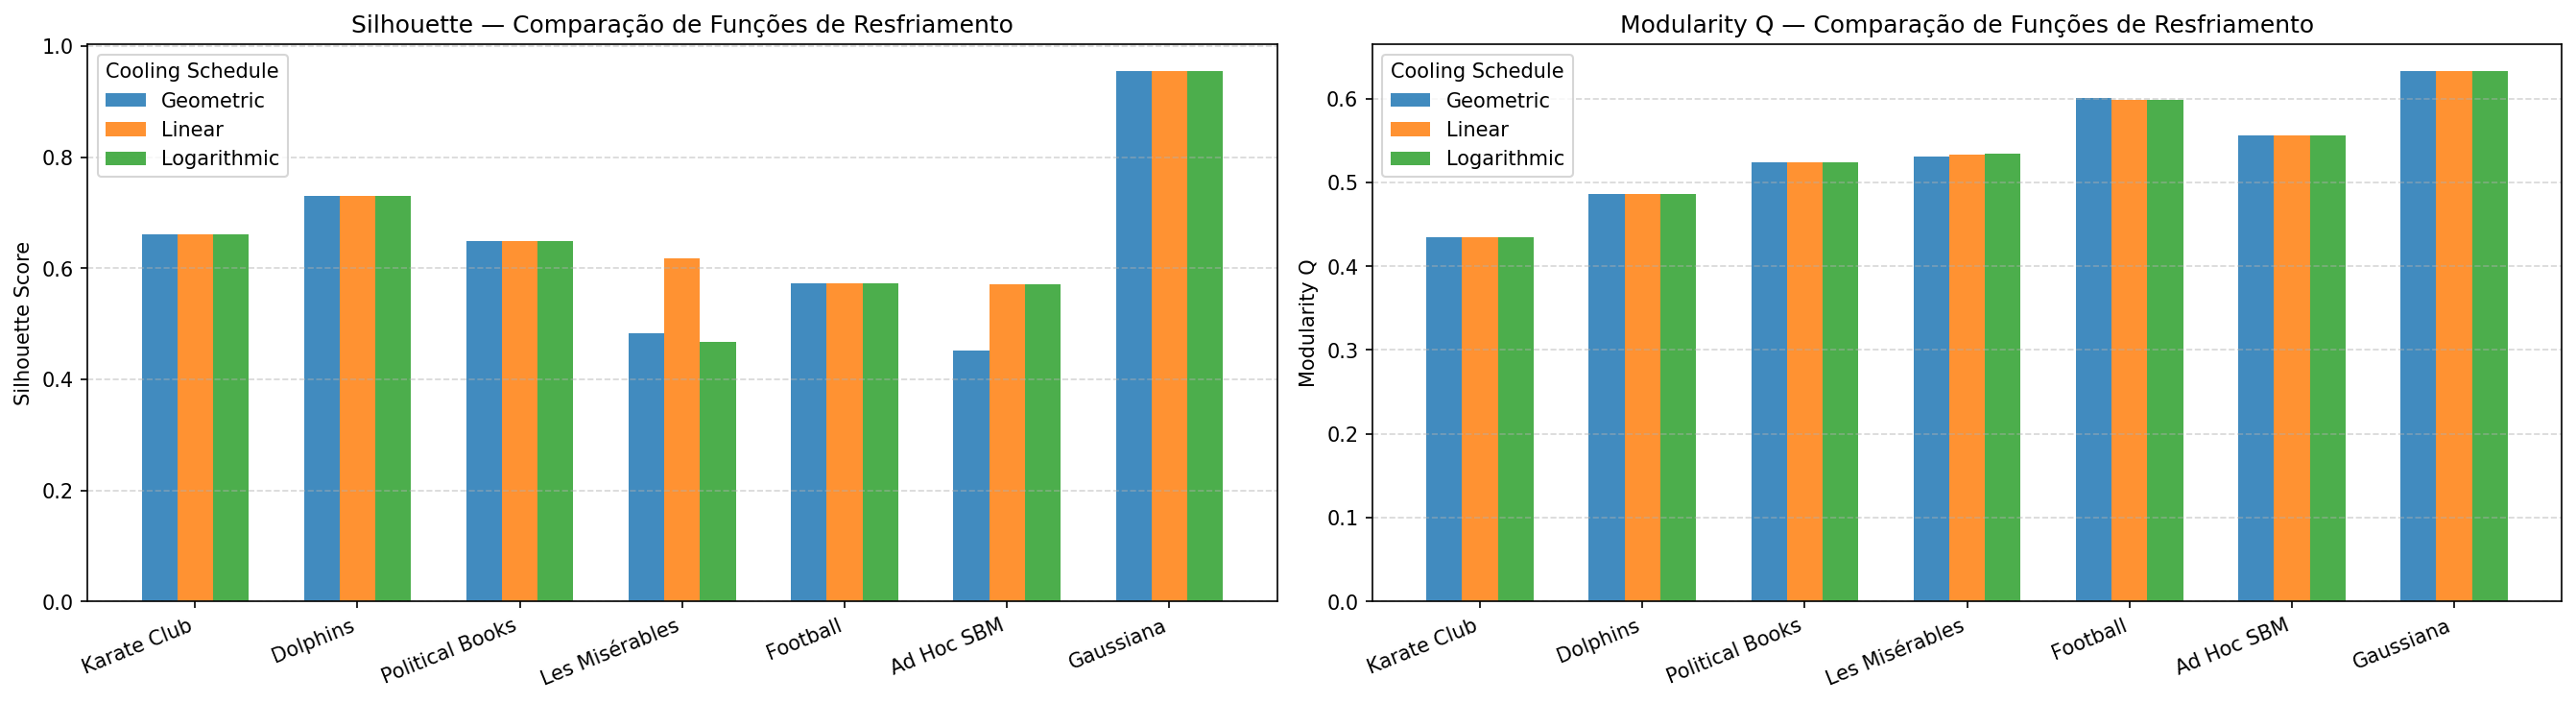 Silhouette — Comparação de Funções de Resfriamento
Cooling Schedule
Geometric
Linear
Logarithmic
Silhouette Score
1.0
0.8
0.6
0.4
0.2
0.0
Karate Club
Dolphins
Political Books
Les Misérables
Football
Ad Hoc SBM
Gaussiana
Modularity Q — Comparação de Funções de Resfriamento
Cooling Schedule
Geometric
Linear
Logarithmic
Modularity Q
0.6
0.5
0.4
0.3
0.2
0.1
0.0
Karate Club
Dolphins
Political Books
Les Misérables
Football
Ad Hoc SBM
Gaussiana